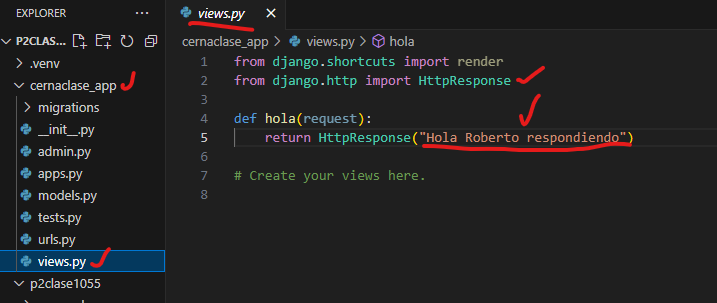 EXPLORER
P2CLASE...
.venv
cernaclase_app
migrations
__init__.py
admin.py
apps.py
models.py
tests.py
urls.py
views.py
p2clase1055
views.py
cernaclase_app > views.py > hola
1 from django.shortcuts import render
2 from django.http import HttpResponse
3
4 def hola(request):
5 return HttpResponse("Hola Roberto respondiendo")
6
7 # Create your views here.
8